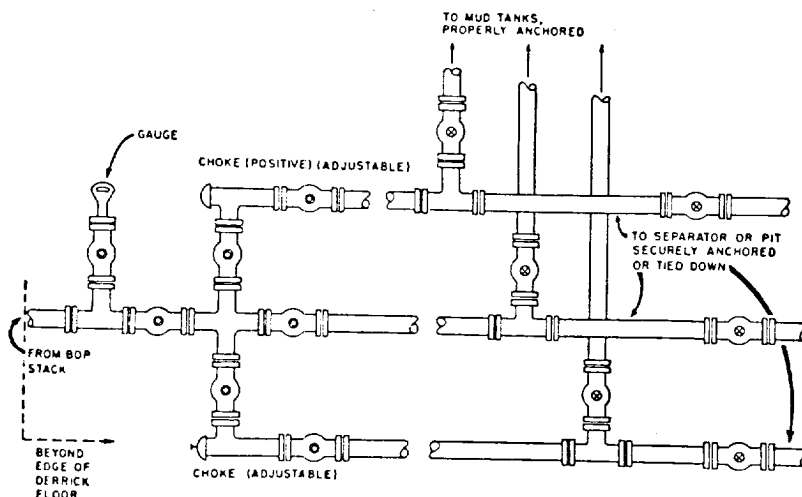 TO MUD TANKS,
PROPERLY ANCHORED
GAUGE
CHOKE (POSITIVE) (ADJUSTABLE)
TO SEPARATOR OR PIT
SECURELY ANCHORED
OR TIED DOWN
FROM BOP
STACK
BEYOND
EDGE OF
DERRICK
FLOOR
CHOKE (ADJUSTABLE)